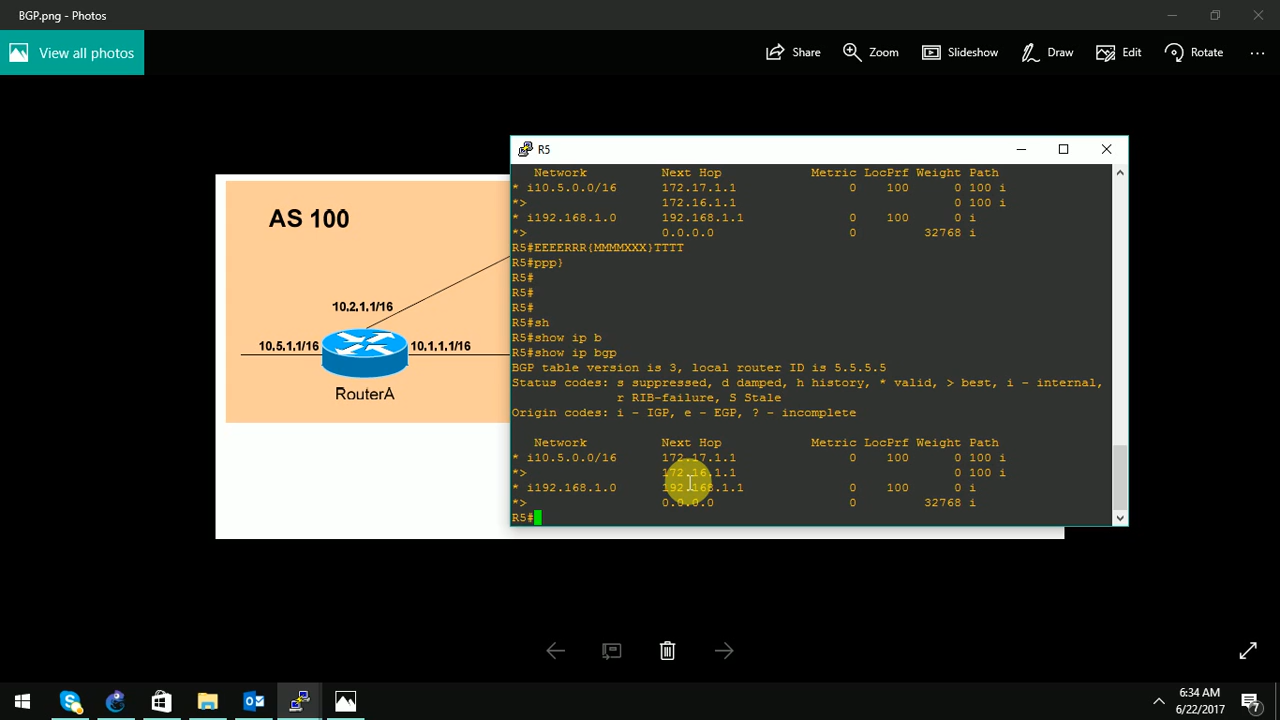 BGP.png - Photos
View all photos
Share
Zoom
Slideshow
Draw
Edit
Rotate
AS 100
10.2.1.1/16
10.5.1.1/16
10.1.1.1/16
RouterA
R5
   Network          Next Hop            Metric LocPrf Weight Path
* i10.5.0.0/16      172.17.1.1               0    100      0 100 i
*>                  172.16.1.1                             0 100 i
* i192.168.1.0      192.168.1.1              0    100      0 i
*>                  0.0.0.0                  0         32768 i
R5#EEEERRR{MMMMXXX}TTTT
R5#ppp}
R5#
R5#
R5#
R5#sh
R5#show ip b
R5#show ip bgp
BGP table version is 3, local router ID is 5.5.5.5
Status codes: s suppressed, d damped, h history, * valid, > best, i - internal,
              r RIB-failure, S Stale
Origin codes: i - IGP, e - EGP, ? - incomplete
   Network          Next Hop            Metric LocPrf Weight Path
* i10.5.0.0/16      172.17.1.1               0    100      0 100 i
*>                  172.16.1.1                             0 100 i
* i192.168.1.0      192.168.1.1              0    100      0 i
*>                  0.0.0.0                  0         32768 i
R5#
6:34 AM
6/22/2017
7